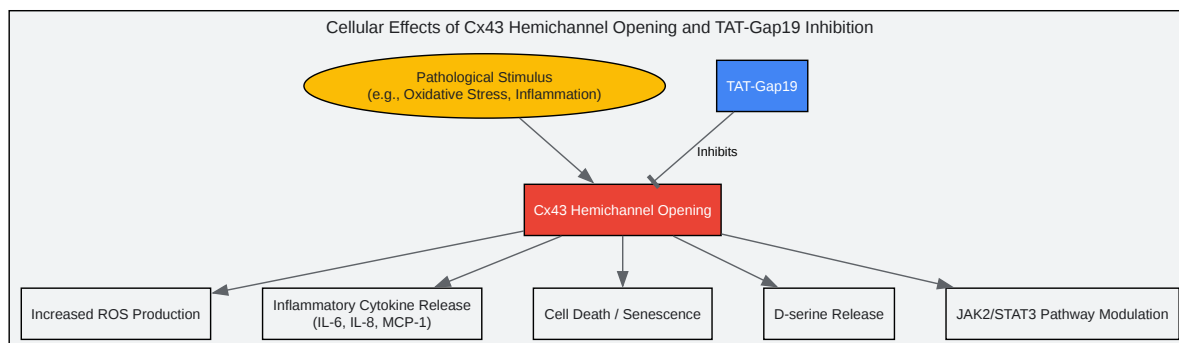 Cellular Effects of Cx43 Hemichannel Opening and TAT-Gap19 Inhibition
Pathological Stimulus
(e.g., Oxidative Stress, Inflammation)
TAT-Gap19
Inhibits
Cx43 Hemichannel Opening
Increased ROS Production
Inflammatory Cytokine Release
(IL-6, IL-8, MCP-1)
Cell Death / Senescence
D-serine Release
JAK2/STAT3 Pathway Modulation